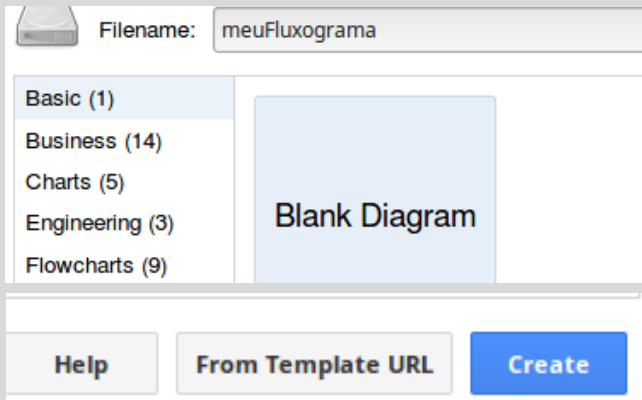 Filename: meuFluxograma
Basic (1)
Business (14)
Charts (5)
Engineering (3)
Flowcharts (9)
Blank Diagram
Help From Template URL Create